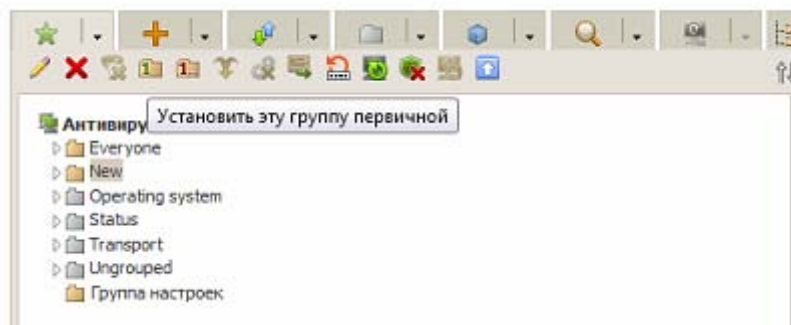 Установить эту группу первичной
Антивиру
Everyone
New
Operating system
Status
Transport
Ungrouped
Группа настроек